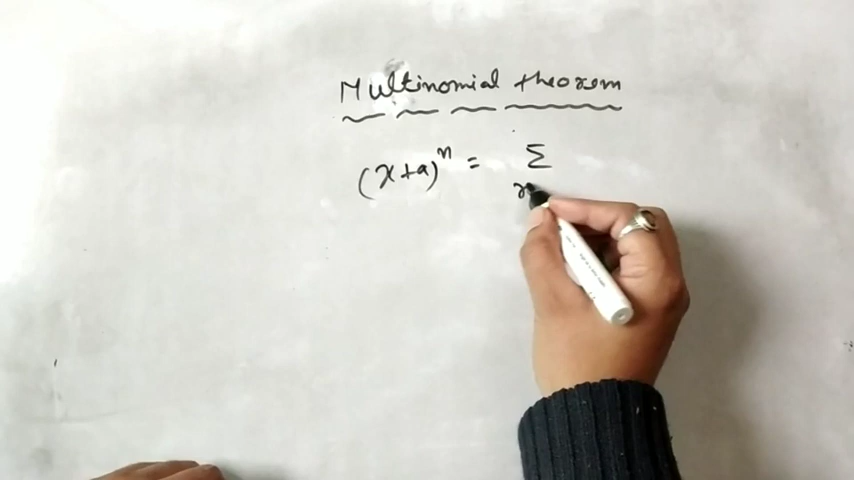 Multinomial theorem
(x+a)^n = Σ
r